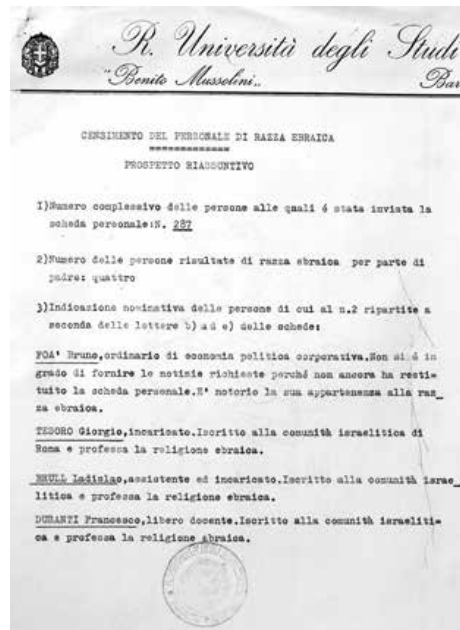 R. Università degli Studi
"Benito Mussolini„
Bar
CENSIMENTO DEL PERSONALE DI RAZZA EBRAICA
=============
PROSPETTO RIASSUNTIVO
I)Numero complessivo delle persone alle quali é stata inviata la
scheda personale:N. 287
2)Numero delle persone risultate di razza ebraica per parte di
padre: quattro
3)Indicazione nominativa delle persone di cui al n.2 ripartite a
seconda delle lettere b) a d e) delle schede:
FOA' Bruno,ordinario di economia politica corporativa.Non si é in
grado di fornire le notizie richieste perché non ancora ha resti=
tuito la scheda personale.E' notorio la sua appartenenza alla raz_
za ebraica.
TESORO Giorgio,incaricato.Iscritto alla comunità israelitica di
Roma e professa la religione ebraica.
BRULL Ladislao,assistente ed incaricato.Iscritto alla comunità israe_
litica e professa la religione ebraica.
DURANTI Francesco,libero docente.Iscritto alla comunità israeliti=
ca e professa la religione ebraica.